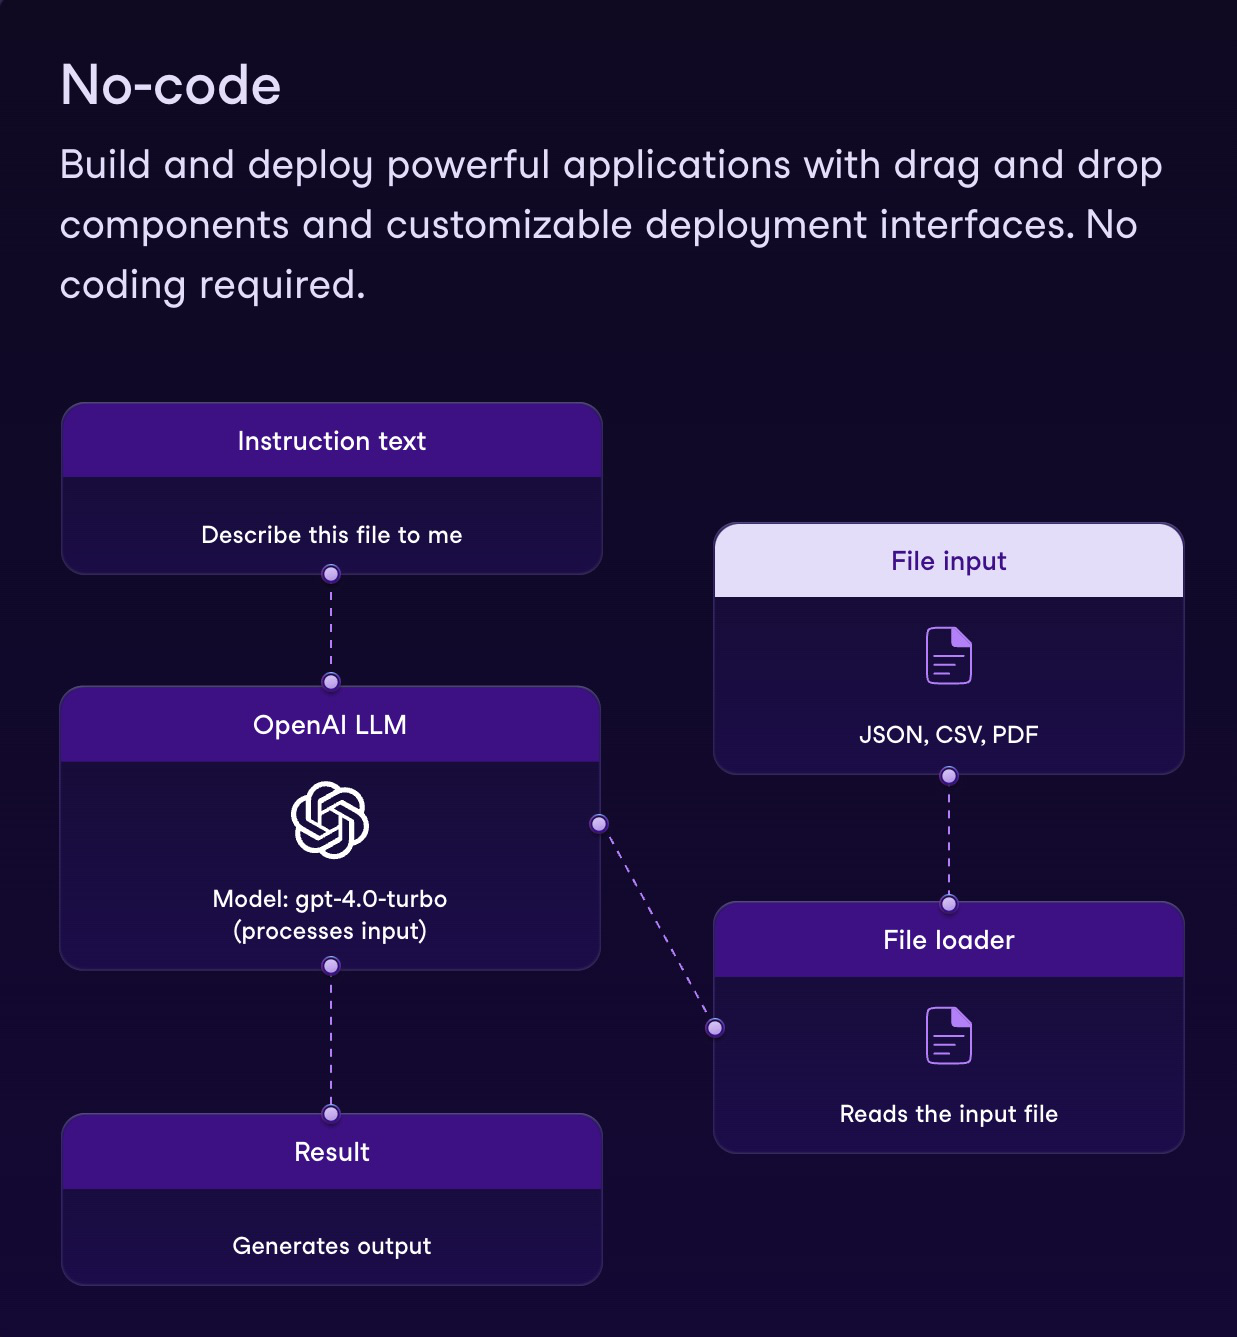 No-code
Build and deploy powerful applications with drag and drop
components and customizable deployment interfaces. No
coding required.
Instruction text
Describe this file to me
File input
JSON, CSV, PDF
OpenAI LLM
Model: gpt-4.0-turbo
(processes input)
File loader
Reads the input file
Result
Generates output